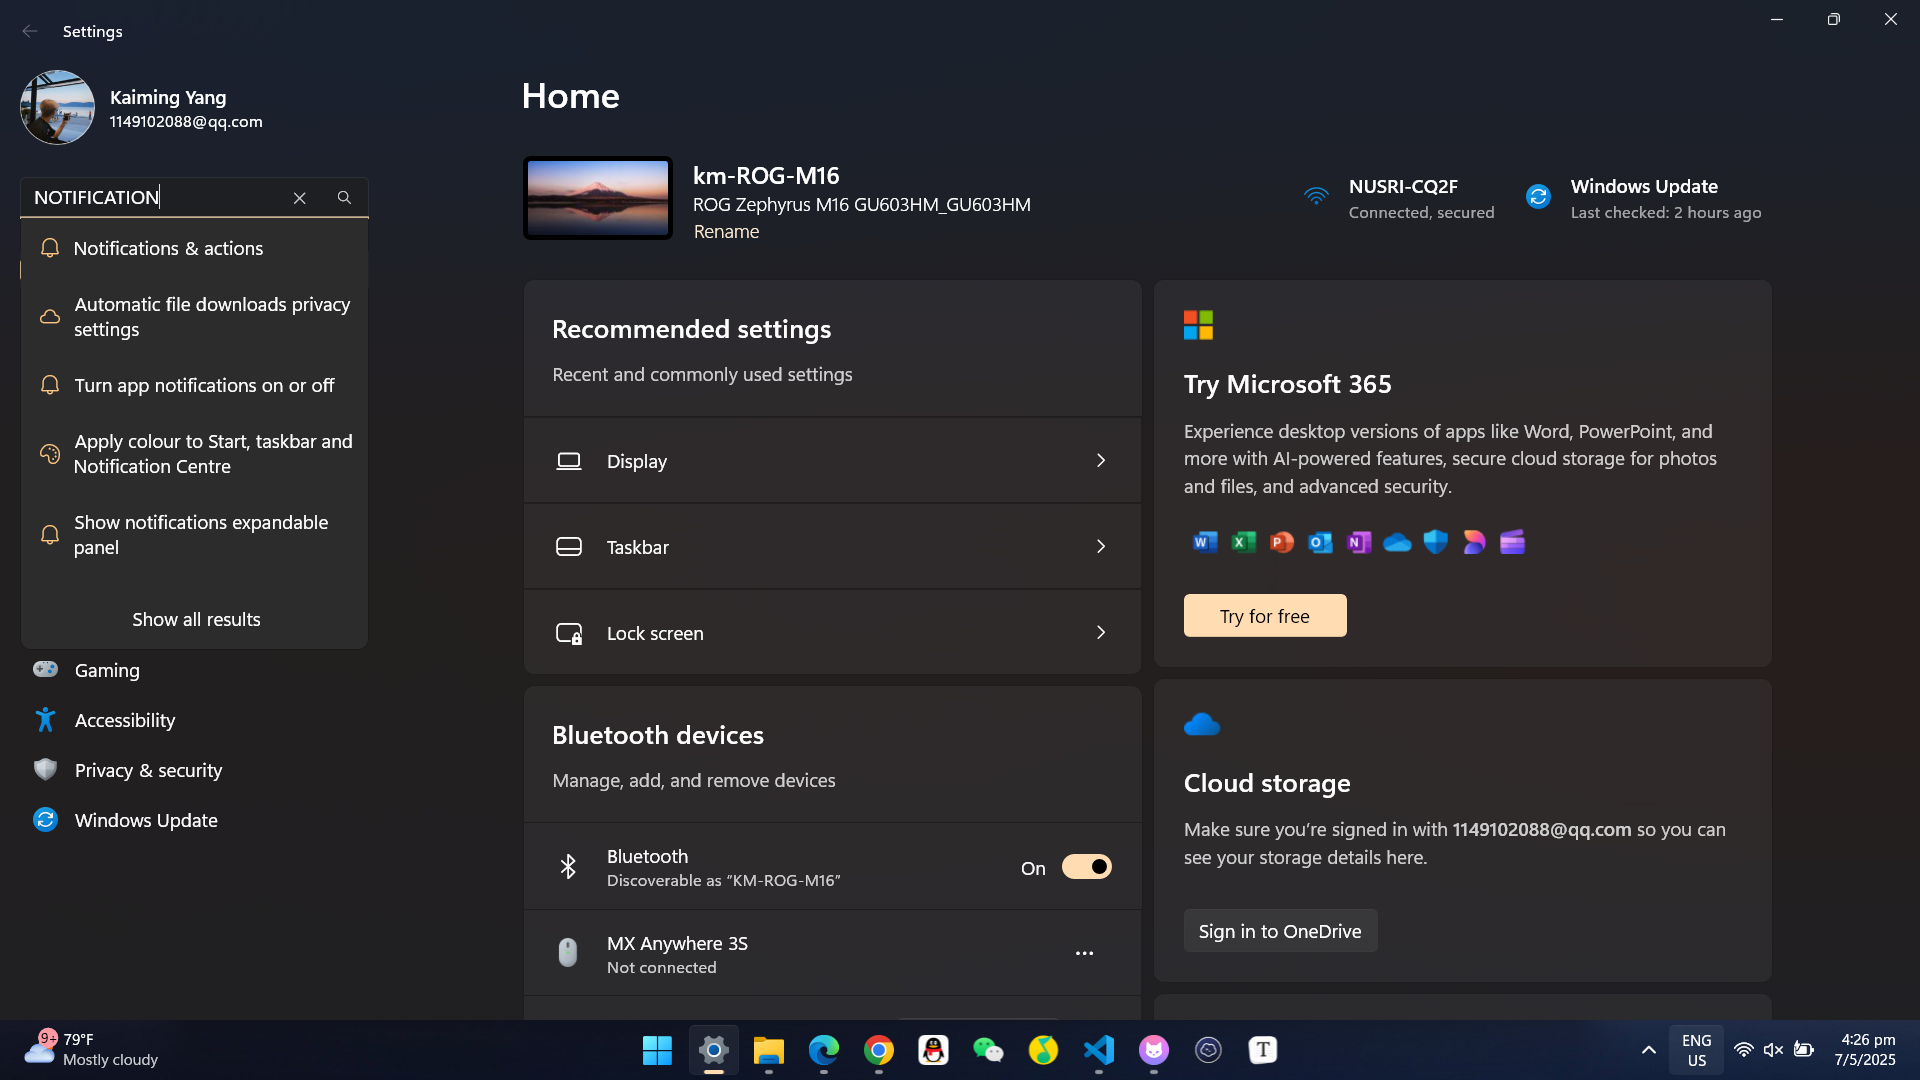 Settings
Kaiming Yang
1149102088@qq.com
NOTIFICATION
Notifications & actions
Automatic file downloads privacy
settings
Turn app notifications on or off
Apply colour to Start, taskbar and
Notification Centre
Show notifications expandable
panel
Show all results
Gaming
Accessibility
Privacy & security
Windows Update
Home
km-ROG-M16
ROG Zephyrus M16 GU603HM_GU603HM
Rename
NUSRI-CQ2F
Connected, secured
Windows Update
Last checked: 2 hours ago
Recommended settings
Recent and commonly used settings
Display
Taskbar
Lock screen
Bluetooth devices
Manage, add, and remove devices
Bluetooth
Discoverable as “KM-ROG-M16”
On
MX Anywhere 3S
Not connected
Try Microsoft 365
Experience desktop versions of apps like Word, PowerPoint, and
more with AI-powered features, secure cloud storage for photos
and files, and advanced security.
Try for free
Cloud storage
Make sure you’re signed in with 1149102088@qq.com so you can
see your storage details here.
Sign in to OneDrive
9+
79°F
Mostly cloudy
T
ENG
US
4:26 pm
7/5/2025